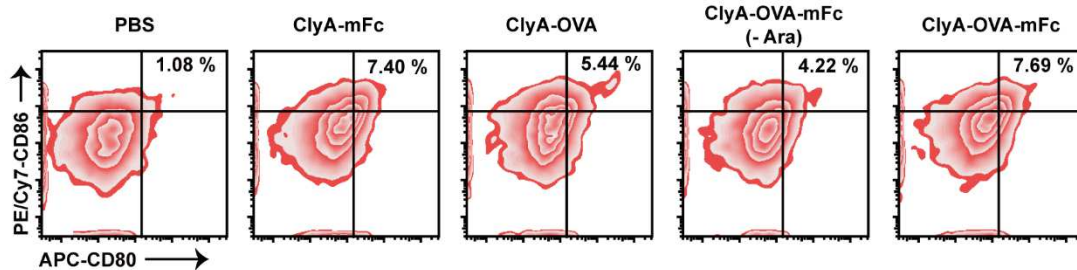 PBS
ClyA-mFc
ClyA-OVA
ClyA-OVA-mFc
(- Ara)
ClyA-OVA-mFc
1.08 %
7.40 %
5.44 %
4.22 %
7.69 %
PE/Cy7-CD86
APC-CD80